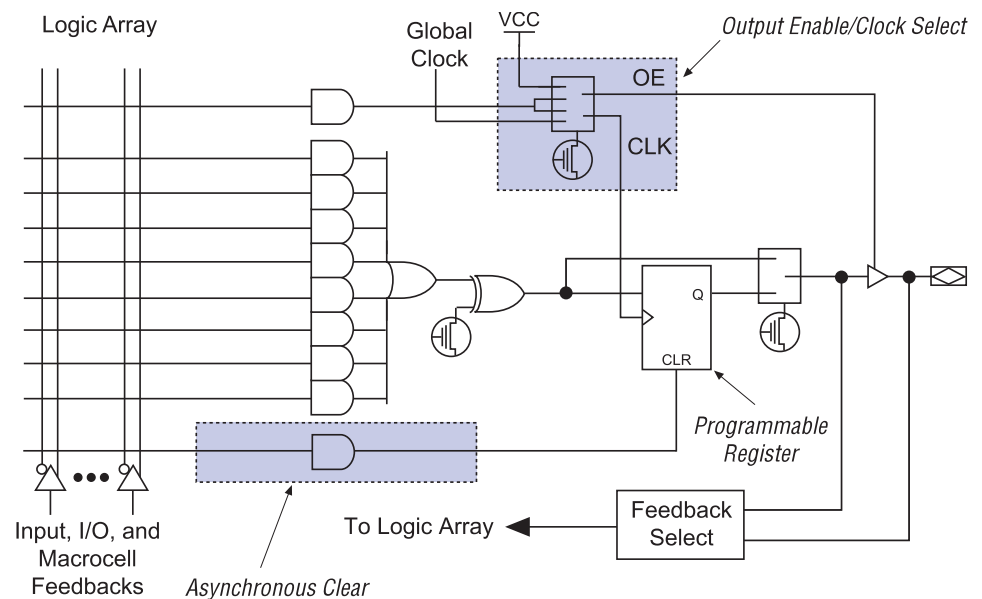 Logic Array
Global
Clock
VCC
Output Enable/Clock Select
OE
CLK
Q
CLR
Programmable
Register
Feedback
Select
To Logic Array
Input, I/O, and
Macrocell
Feedbacks
Asynchronous Clear